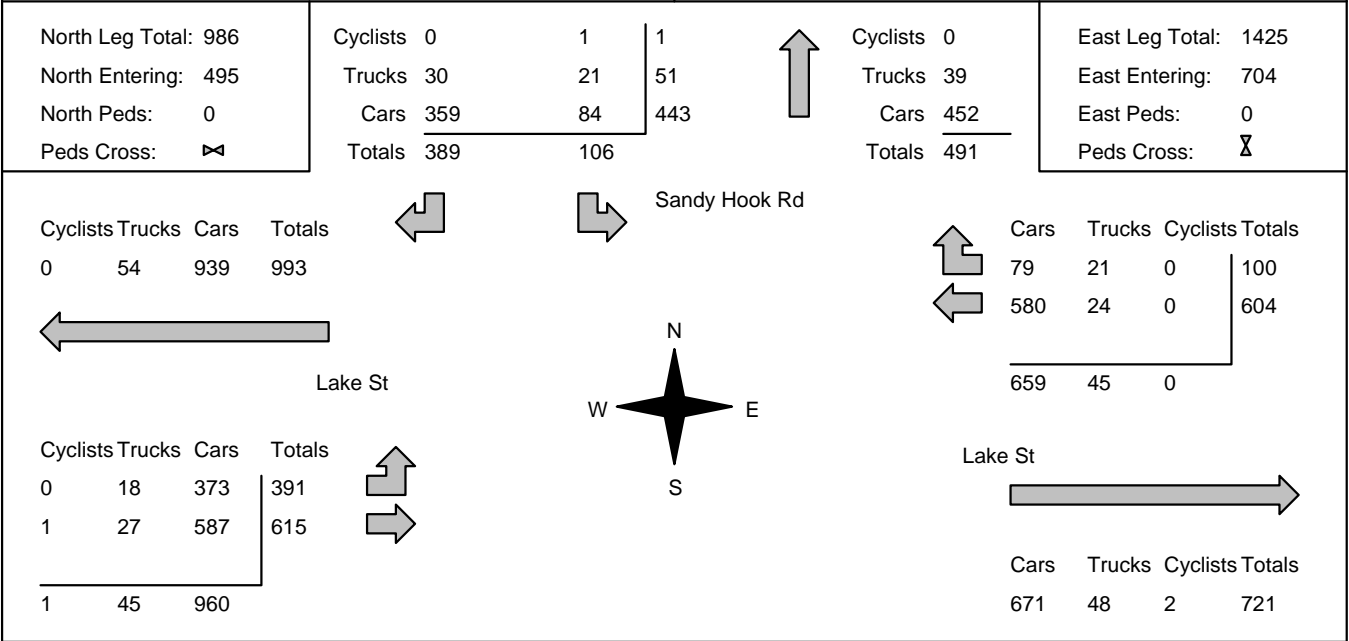 North Leg Total: 986
North Entering: 495
North Peds: 0
Peds Cross:
Cyclists 0 1 1
Trucks 30 21 51
Cars 359 84 443
Totals 389 106
Cyclists 0
Trucks 39
Cars 452
Totals 491
East Leg Total: 1425
East Entering: 704
East Peds: 0
Peds Cross:
Sandy Hook Rd
Cyclists Trucks Cars Totals
0 54 939 993
Cars Trucks Cyclists Totals
79 21 0 100
580 24 0 604
659 45 0
Lake St
N
W E
S
Cyclists Trucks Cars Totals
0 18 373 391
1 27 587 615
1 45 960
Lake St
Cars Trucks Cyclists Totals
671 48 2 721